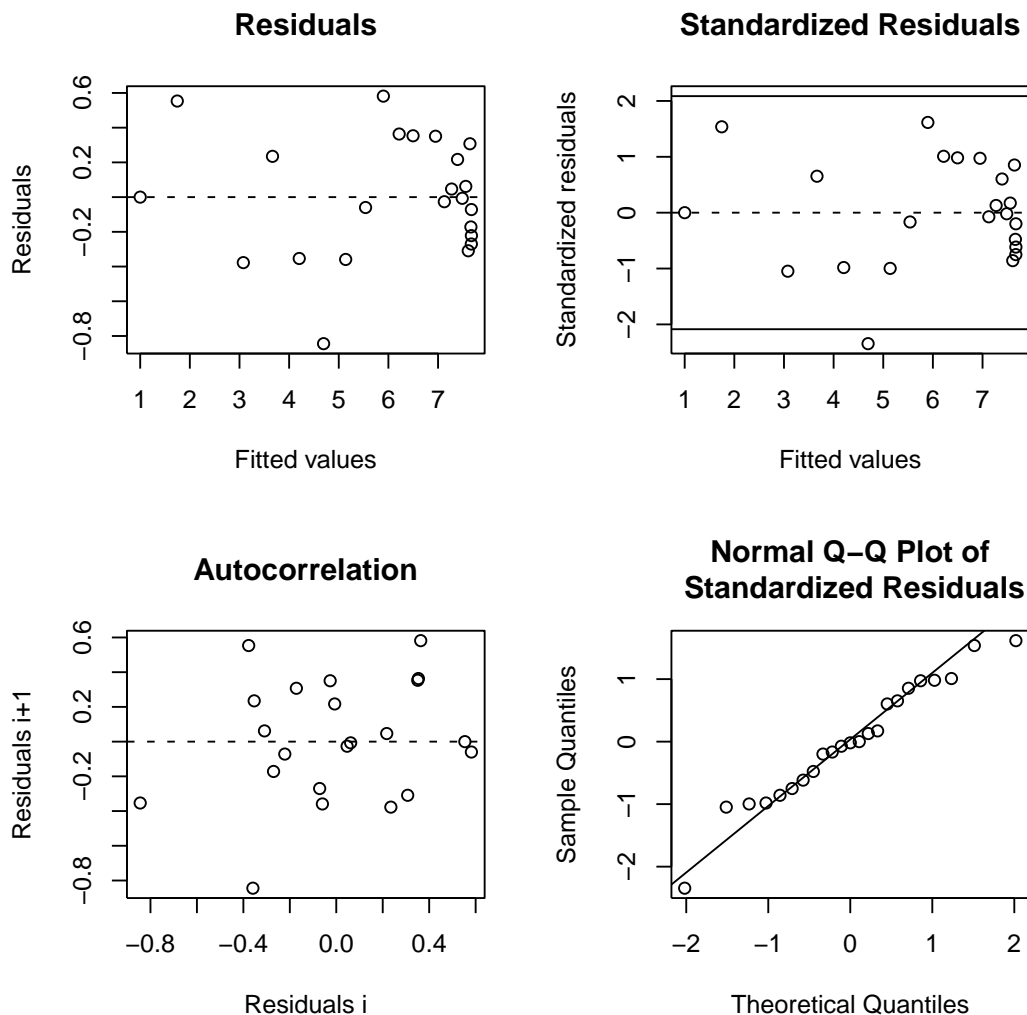 Residuals
Residuals
0.6
0.2
−0.2
−0.8
1 2 3 4 5 6 7
Fitted values
Standardized Residuals
Standardized residuals
2
1
0
−1
−2
1 2 3 4 5 6 7
Fitted values
Autocorrelation
Residuals i+1
0.6
0.2
−0.2
−0.8
−0.8 −0.4 0.0 0.4
Residuals i
Normal Q−Q Plot of
Standardized Residuals
Sample Quantiles
1
0
−1
−2
−2 −1 0 1 2
Theoretical Quantiles